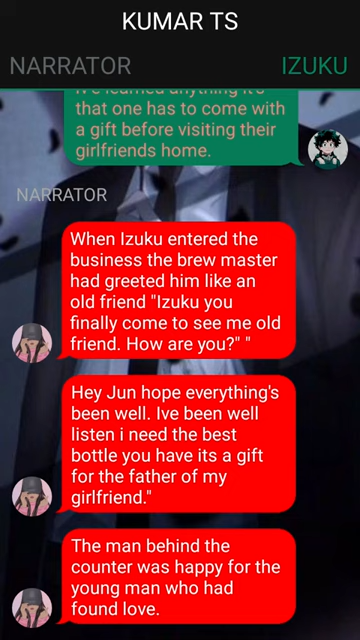 KUMAR TS
NARRATOR
IZUKU
I've learned anything it's
that one has to come with
a gift before visiting their
girlfriends home.
NARRATOR
When Izuku entered the
business the brew master
had greeted him like an
old friend "Izuku you
finally come to see me old
friend. How are you?" "
Hey Jun hope everything's
been well. Ive been well
listen i need the best
bottle you have its a gift
for the father of my
girlfriend."
The man behind the
counter was happy for the
young man who had
found love.